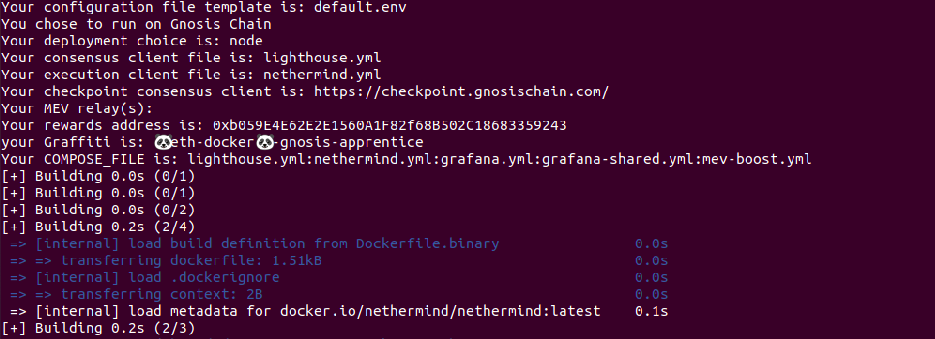 Your configuration file template is: default.env
You chose to run on Gnosis Chain
Your deployment choice is: node
Your consensus client file is: lighthouse.yml
Your execution client file is: nethermind.yml
Your checkpoint consensus client is: https://checkpoint.gnosischain.com/
Your MEV relay(s):
Your rewards address is: 0xb059E4E62E2E1560A1F82f68B502C18683359243
your Graffiti is: 🐼eth-docker🐼-gnosis-apprentice
Your COMPOSE_FILE is: lighthouse.yml:nethermind.yml:grafana.yml:grafana-shared.yml:mev-boost.yml
[+] Building 0.0s (0/1)
[+] Building 0.0s (0/1)
[+] Building 0.0s (0/2)
[+] Building 0.2s (2/4)
=> [internal] load build definition from Dockerfile.binary 0.0s
=> => transferring dockerfile: 1.51kB 0.0s
=> [internal] load .dockerignore 0.0s
=> => transferring context: 2B 0.0s
=> [internal] load metadata for docker.io/nethermind/nethermind:latest 0.1s
[+] Building 0.2s (2/3)